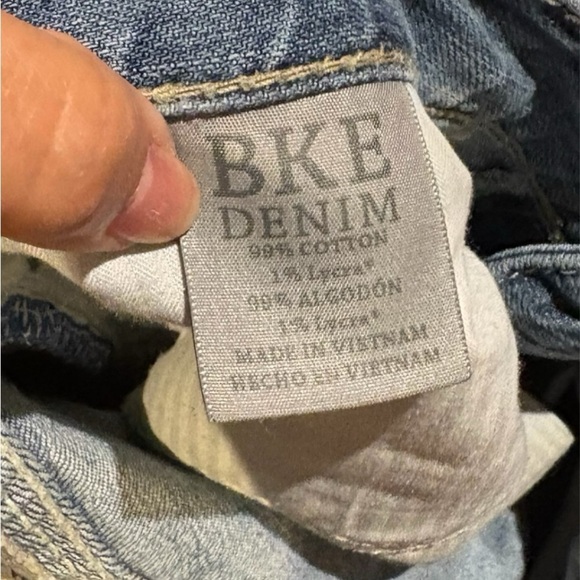 BKE
DENIM
99% COTTON
1% Lycra®
99% ALGODÓN
1% Lycra®
MADE IN VIETNAM
HECHO EN VIETNAM